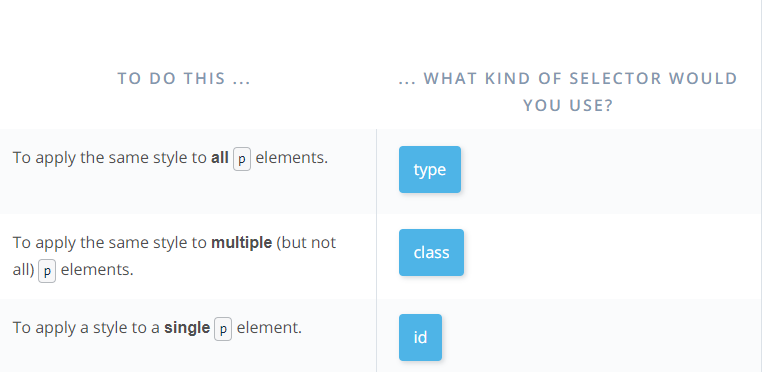 TO DO THIS ...
... WHAT KIND OF SELECTOR WOULD
YOU USE?
To apply the same style to all p elements.
type
To apply the same style to multiple (but not
all) p elements.
class
To apply a style to a single p element.
id